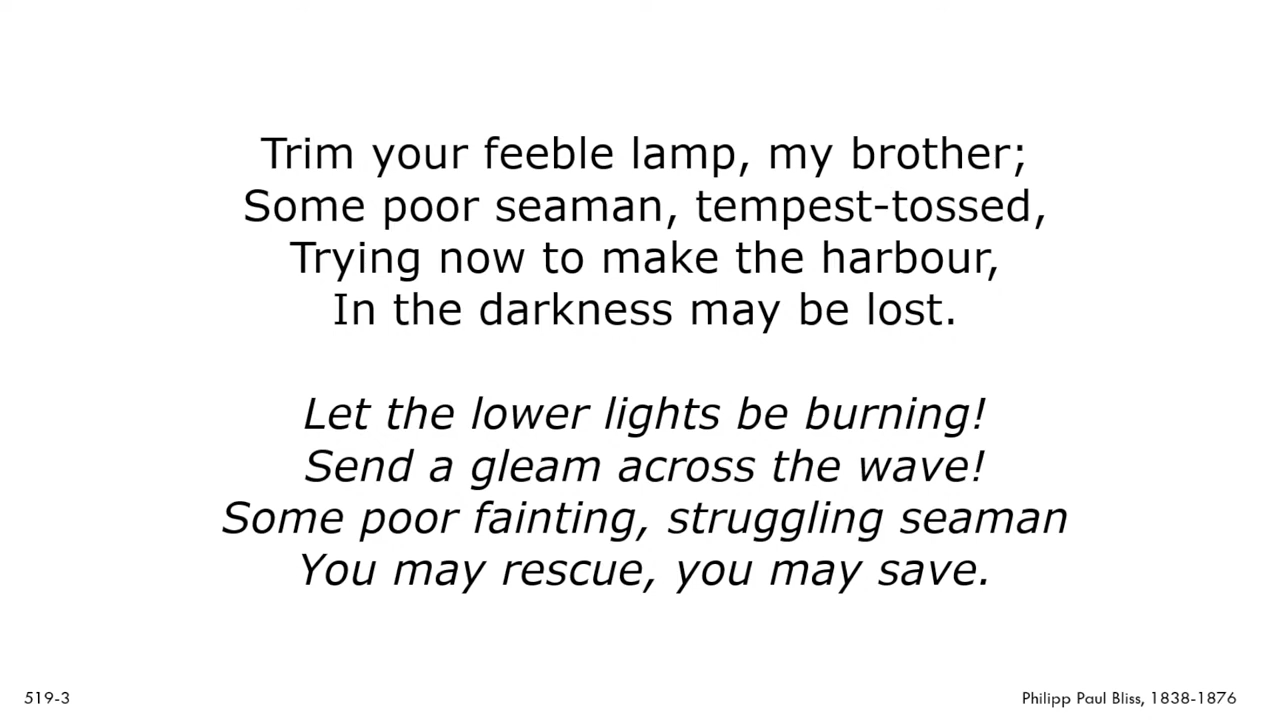 Trim your feeble lamp, my brother;
Some poor seaman, tempest-tossed,
Trying now to make the harbour,
In the darkness may be lost.
Let the lower lights be burning!
Send a gleam across the wave!
Some poor fainting, struggling seaman
You may rescue, you may save.
519-3
Philipp Paul Bliss, 1838-1876